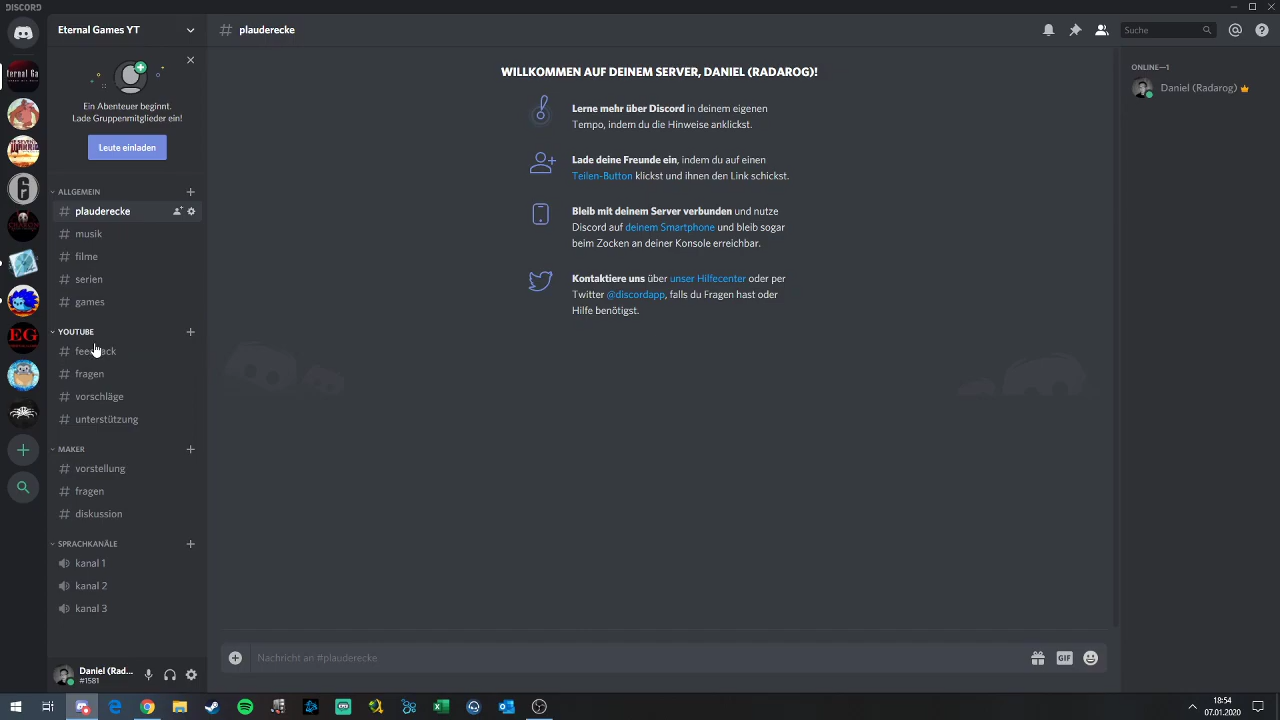 DISCORD
Eternal Games YT
plauderecke
Suche
Ein Abenteuer beginnt.
Lade Gruppenmitglieder ein!
Leute einladen
ALLGEMEIN
plauderecke
musik
filme
serien
games
YOUTUBE
fragen
vorschläge
unterstützung
MAKER
vorstellung
fragen
diskussion
SPRACHKANÄLE
kanal 1
kanal 2
kanal 3
Daniel (Rad...
#1581
WILLKOMMEN AUF DEINEM SERVER, DANIEL (RADAROG)!
Lerne mehr über Discord in deinem eigenen
Tempo, indem du die Hinweise anklickst.
Lade deine Freunde ein, indem du auf einen
Teilen-Button klickst und ihnen den Link schickst.
Bleib mit deinem Server verbunden und nutze
Discord auf deinem Smartphone und bleib sogar
beim Zocken an deiner Konsole erreichbar.
Kontaktiere uns über unser Hilfecenter oder per
Twitter @discordapp, falls du Fragen hast oder
Hilfe benötigst.
Nachricht an #plauderecke
GIF
ONLINE—1
Daniel (Radarog)
EG
18:54
07.01.2020